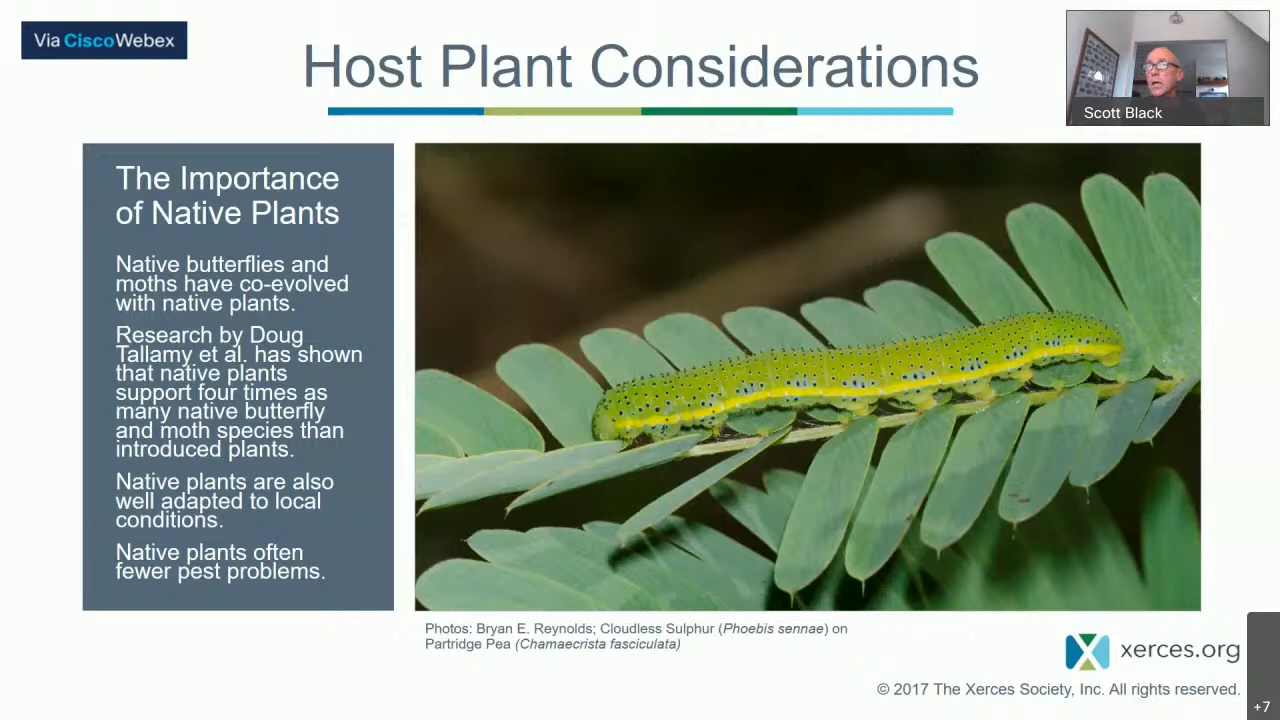 Via CiscoWebex
Host Plant Considerations
Scott Black
The Importance
of Native Plants
Native butterflies and
moths have co-evolved
with native plants.
Research by Doug
Tallamy et al. has shown
that native plants
support four times as
many native butterfly
and moth species than
introduced plants.
Native plants are also
well adapted to local
conditions.
Native plants often
fewer pest problems.
Photos: Bryan E. Reynolds; Cloudless Sulphur (Phoebis sennae) on
Partridge Pea (Chamaecrista fasciculata)
xerces.org
© 2017 The Xerces Society, Inc. All rights reserved.
+7